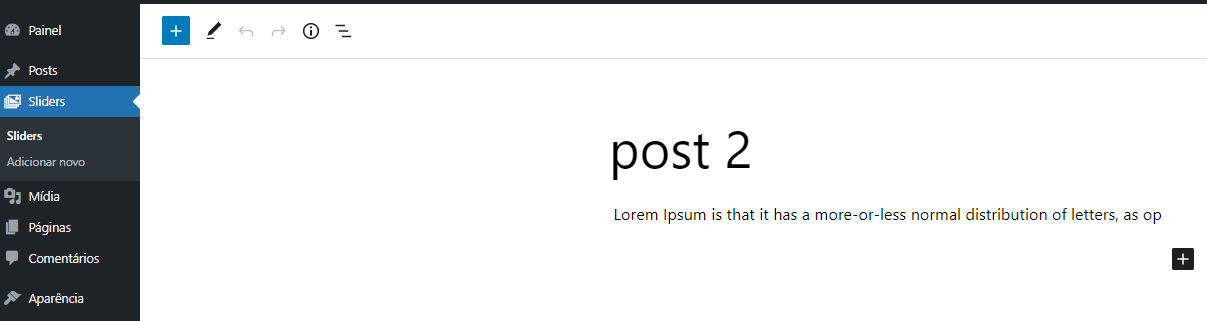 Painel
Posts
Sliders
Sliders
Adicionar novo
Mídia
Páginas
Comentários
Aparência
post 2
Lorem Ipsum is that it has a more-or-less normal distribution of letters, as op